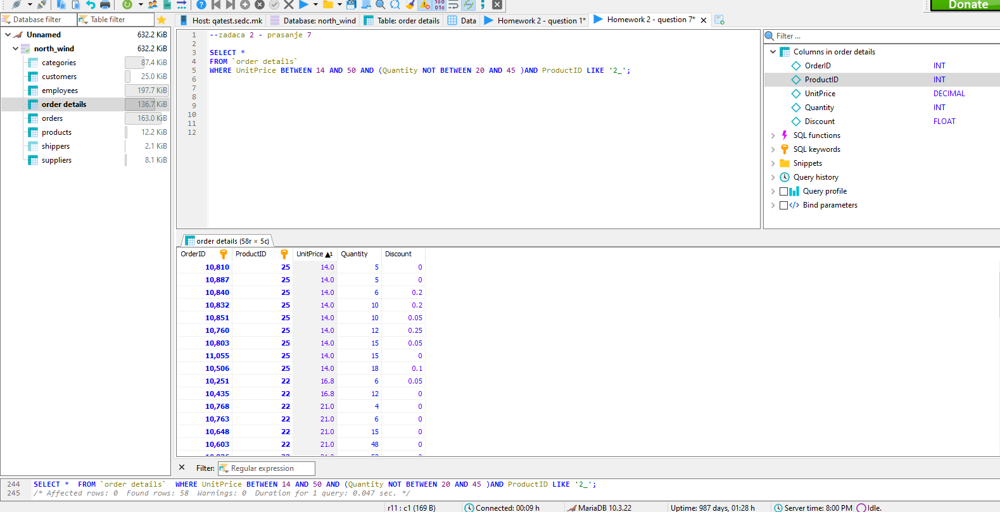 Donate
Database filter
Table filter
Host: qatest.sedc.mk
Database: north_wind
Table: order details
Data
Homework 2 - question 1*
Homework 2 - question 7*
Unnamed 632.2 KiB
north_wind 632.2 KiB
categories 87.4 KiB
customers 25.0 KiB
employees 197.7 KiB
order details 136.7 KiB
orders 163.0 KiB
products 12.2 KiB
shippers 2.1 KiB
suppliers 8.1 KiB
1 --zadaca 2 - prasanje 7
2
3 SELECT *
4 FROM `order details`
5 WHERE UnitPrice BETWEEN 14 AND 50 AND (Quantity NOT BETWEEN 20 AND 45 )AND ProductID LIKE '2_';
6
7
8
9
10
11
12
Filter ...
Columns in order details
OrderID INT
ProductID INT
UnitPrice DECIMAL
Quantity INT
Discount FLOAT
SQL functions
SQL keywords
Snippets
Query history
Query profile
Bind parameters
order details (58r × 5c)
OrderID ProductID UnitPrice ▲1 Quantity Discount
10,810 25 14.0 5 0
10,887 25 14.0 5 0
10,840 25 14.0 6 0.2
10,832 25 14.0 10 0.2
10,851 25 14.0 10 0.05
10,760 25 14.0 12 0.25
10,803 25 14.0 15 0.05
11,055 25 14.0 15 0
10,506 25 14.0 18 0.1
10,251 22 16.8 6 0.05
10,435 22 16.8 12 0
10,768 22 21.0 4 0
10,763 22 21.0 6 0
10,648 22 21.0 15 0
10,603 22 21.0 48 0
Filter: Regular expression
244 SELECT *  FROM `order details`  WHERE UnitPrice BETWEEN 14 AND 50 AND (Quantity NOT BETWEEN 20 AND 45 )AND ProductID LIKE '2_';
245 /* Affected rows: 0  Found rows: 58  Warnings: 0  Duration for 1 query: 0.047 sec. */
r11 : c1 (169 B)
Connected: 00:09 h
MariaDB 10.3.22
Uptime: 987 days, 01:28 h
Server time: 8:00 PM
Idle.